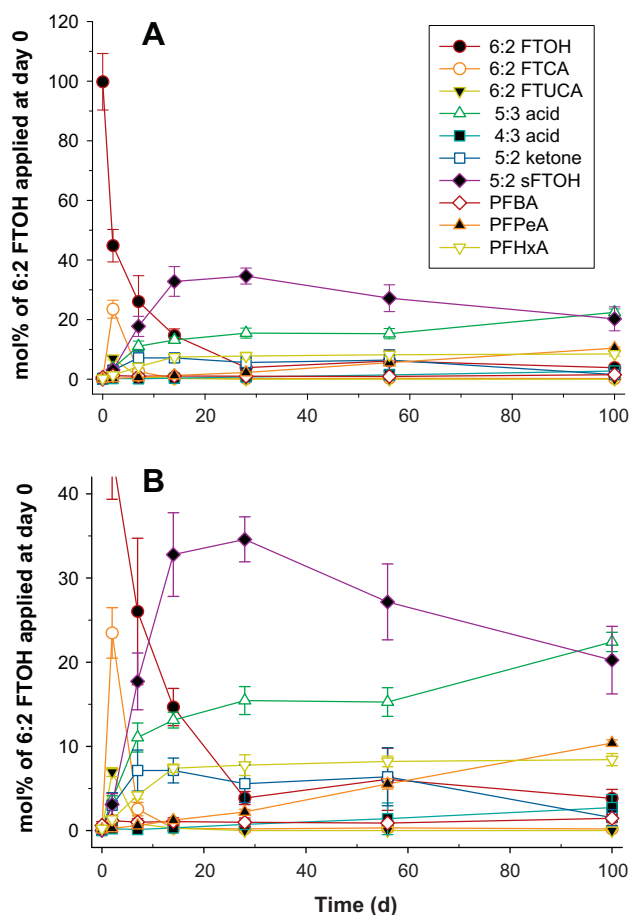 A
mol% of 6:2 FTOH applied at day 0
120
100
80
60
40
20
0
0 20 40 60 80 100
6:2 FTOH
6:2 FTCA
6:2 FTUCA
5:3 acid
4:3 acid
5:2 ketone
5:2 sFTOH
PFBA
PFPeA
PFHxA
B
mol% of 6:2 FTOH applied at day 0
40
30
20
10
0
0 20 40 60 80 100
Time (d)